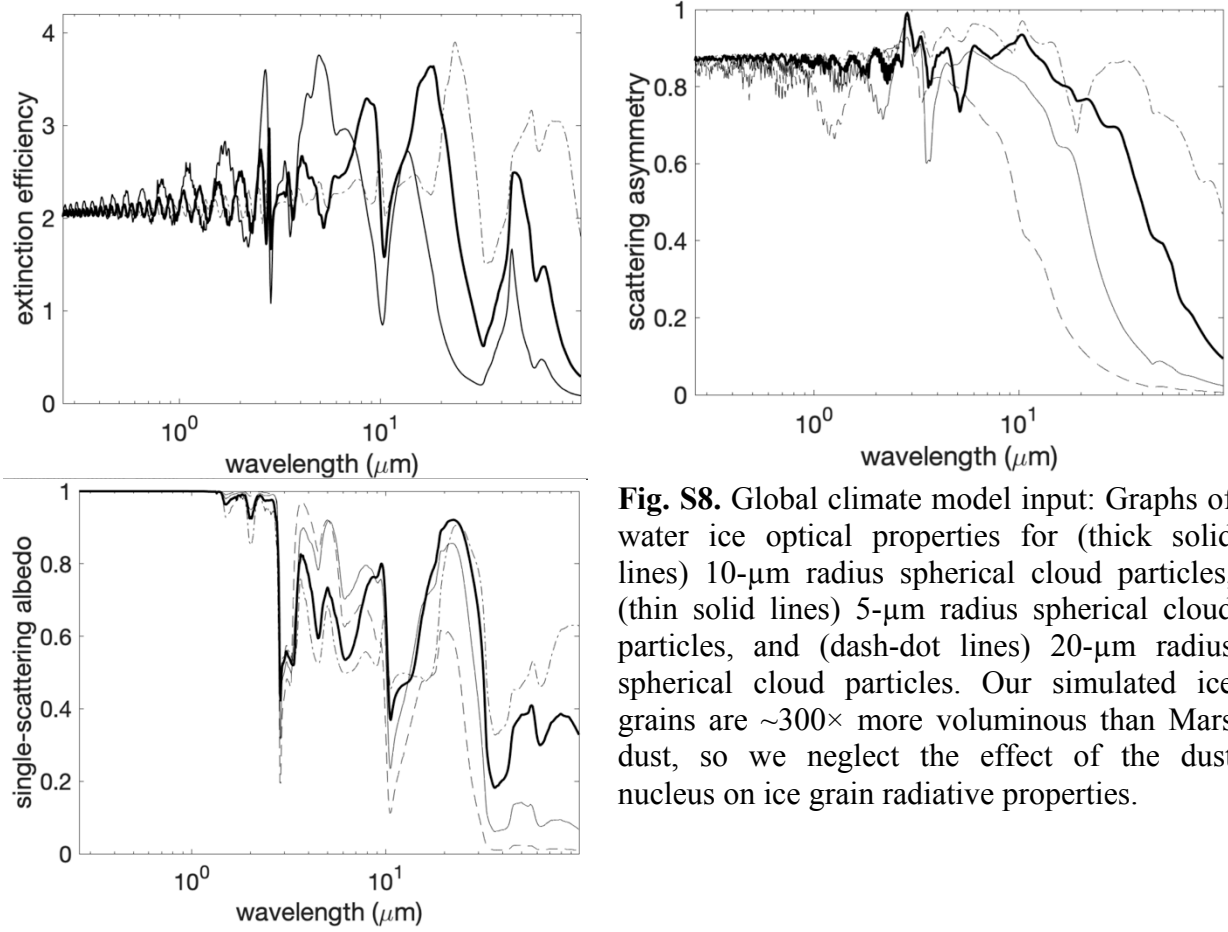 4
3
2
1
0
10⁰
10¹
wavelength (μm)
extinction efficiency
1
0.8
0.6
0.4
0.2
0
10⁰
10¹
wavelength (μm)
scattering asymmetry
1
0.8
0.6
0.4
0.2
0
10⁰
10¹
wavelength (μm)
single-scattering albedo
Fig. S8. Global climate model input: Graphs of
water ice optical properties for (thick solid
lines) 10-μm radius spherical cloud particles,
(thin solid lines) 5-μm radius spherical cloud
particles, and (dash-dot lines) 20-μm radius
spherical cloud particles. Our simulated ice
grains are ~300× more voluminous than Mars
dust, so we neglect the effect of the dust
nucleus on ice grain radiative properties.